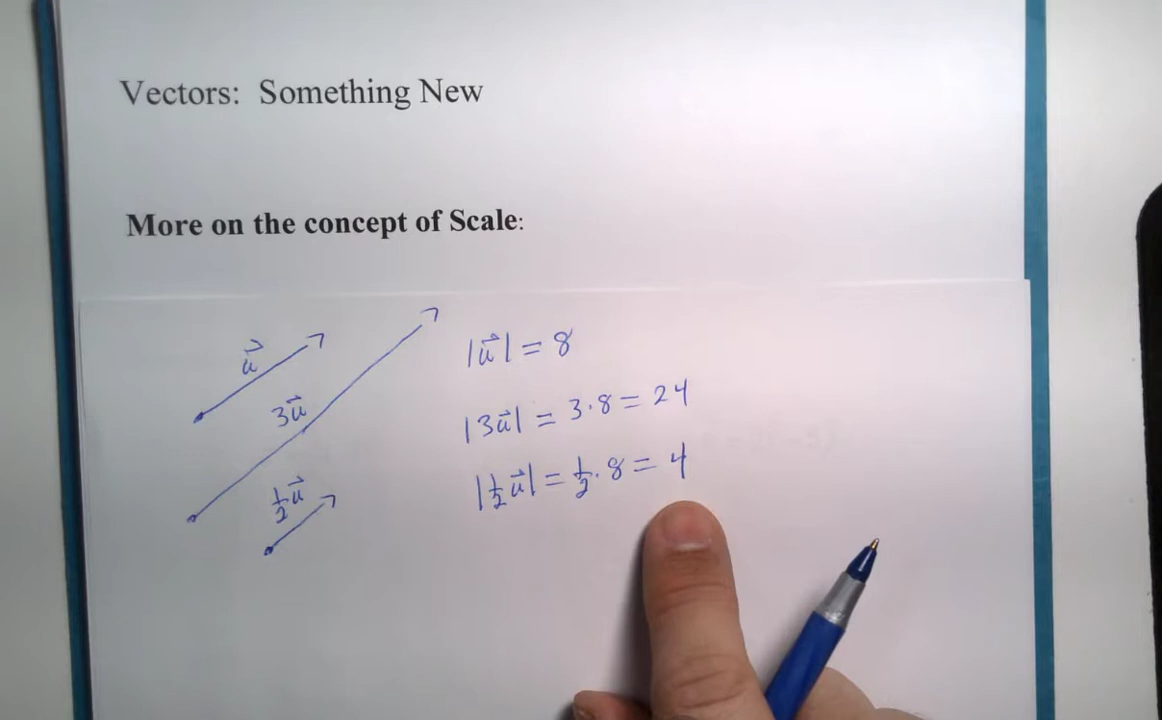 Vectors: Something New
More on the concept of Scale:
u⃗
3u⃗
½u⃗
|u⃗| = 8
|3u⃗| = 3·8 = 24
|½u⃗| = ½·8 = 4